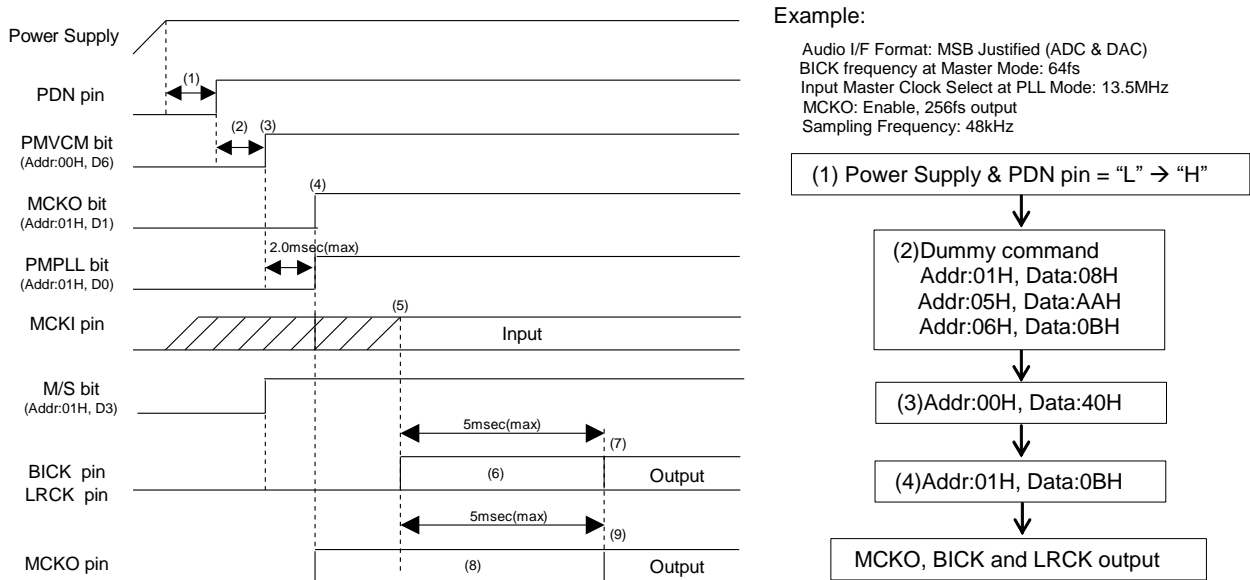 Power Supply
(1)
PDN pin
(2)
(3)
PMVCM bit
(Addr:00H, D6)
(4)
MCKO bit
(Addr:01H, D1)
2.0msec(max)
PMPLL bit
(Addr:01H, D0)
(5)
MCKI pin
Input
M/S bit
(Addr:01H, D3)
5msec(max)
(7)
BICK pin
LRCK pin
(6)
Output
5msec(max)
(9)
MCKO pin
(8)
Output
Example:
Audio I/F Format: MSB Justified (ADC & DAC)
BICK frequency at Master Mode: 64fs
Input Master Clock Select at PLL Mode: 13.5MHz
MCKO: Enable, 256fs output
Sampling Frequency: 48kHz
(1) Power Supply & PDN pin = “L” → “H”
(2)Dummy command
Addr:01H, Data:08H
Addr:05H, Data:AAH
Addr:06H, Data:0BH
(3)Addr:00H, Data:40H
(4)Addr:01H, Data:0BH
MCKO, BICK and LRCK output